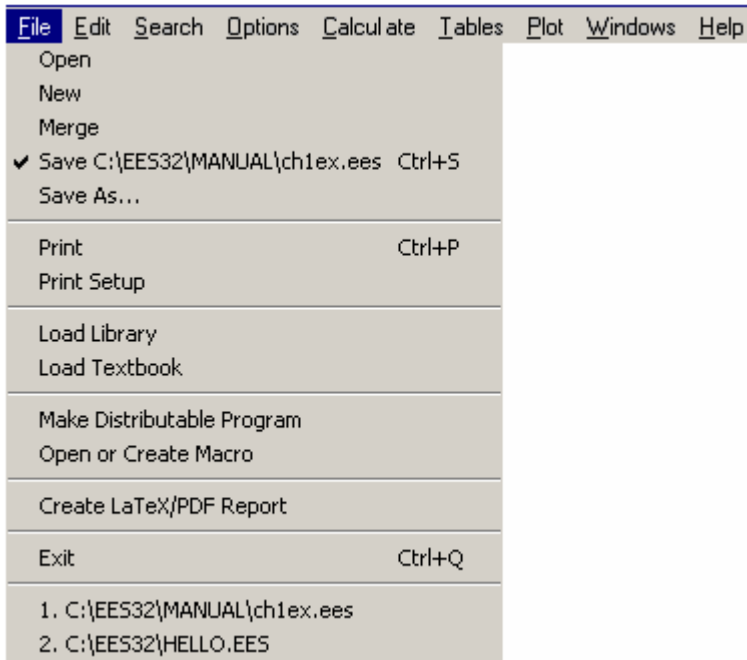 File Edit Search Options Calculate Tables Plot Windows Help
Open
New
Merge
Save C:\EES32\MANUAL\ch1ex.ees Ctrl+S
Save As...
Print Ctrl+P
Print Setup
Load Library
Load Textbook
Make Distributable Program
Open or Create Macro
Create LaTeX/PDF Report
Exit Ctrl+Q
1. C:\EES32\MANUAL\ch1ex.ees
2. C:\EES32\HELLO.EES